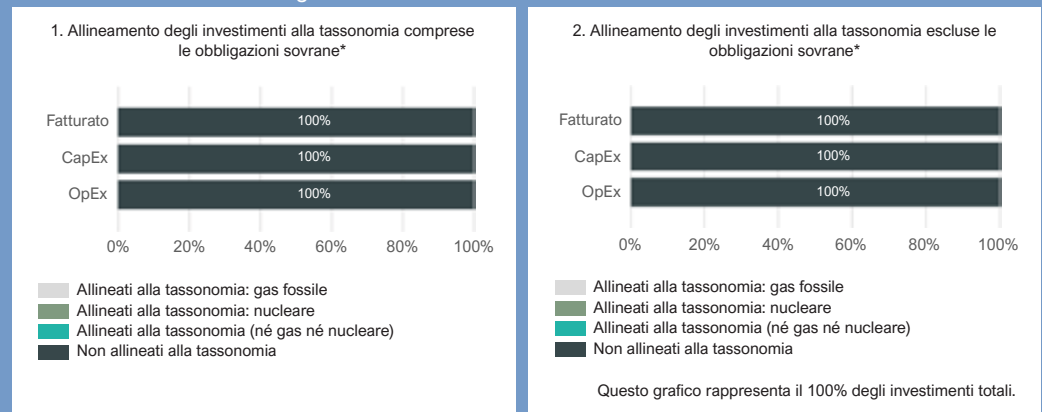 1. Allineamento degli investimenti alla tassonomia comprese
le obbligazioni sovrane*
Fatturato
100%
CapEx
100%
OpEx
100%
0% 20% 40% 60% 80% 100%
Allineati alla tassonomia: gas fossile
Allineati alla tassonomia: nucleare
Allineati alla tassonomia (né gas né nucleare)
Non allineati alla tassonomia
2. Allineamento degli investimenti alla tassonomia escluse le
obbligazioni sovrane*
Fatturato
100%
CapEx
100%
OpEx
100%
0% 20% 40% 60% 80% 100%
Allineati alla tassonomia: gas fossile
Allineati alla tassonomia: nucleare
Allineati alla tassonomia (né gas né nucleare)
Non allineati alla tassonomia
Questo grafico rappresenta il 100% degli investimenti totali.